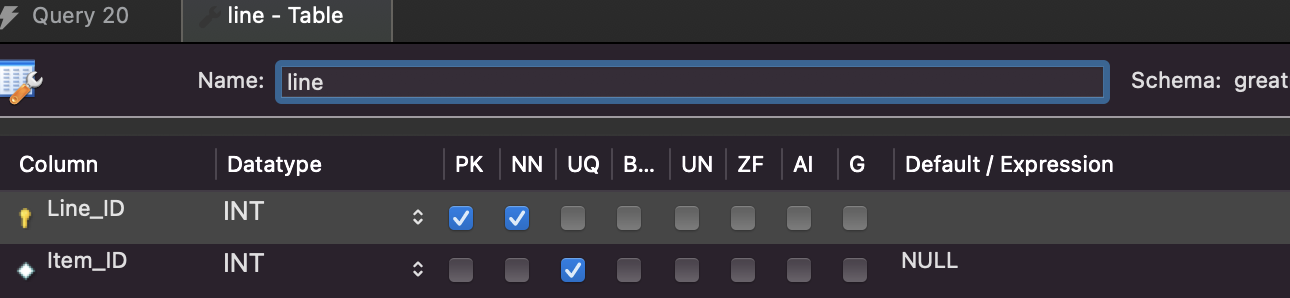 Query 20
line - Table
Name: line Schema: great
Column Datatype PK NN UQ B... UN ZF AI G Default / Expression
Line_ID INT
Item_ID INT NULL